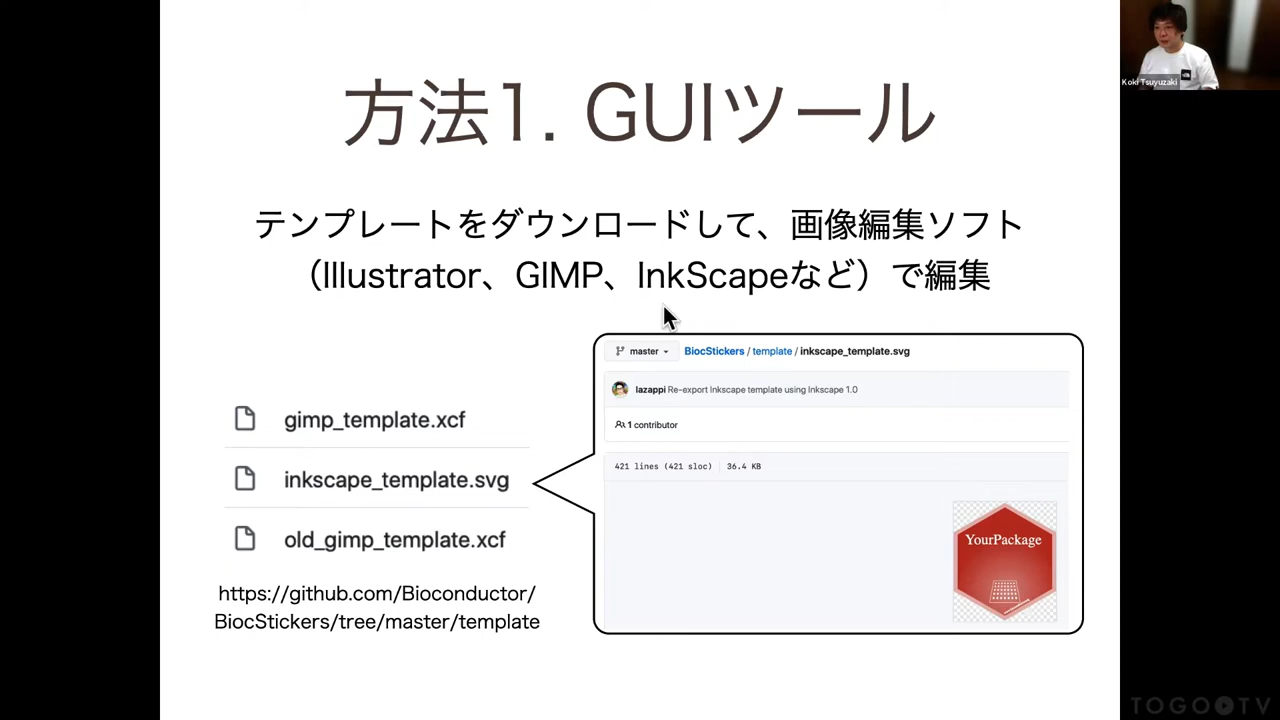 方法1. GUIツール
テンプレートをダウンロードして、画像編集ソフト
（Illustrator、GIMP、InkScapeなど）で編集
gimp_template.xcf
inkscape_template.svg
old_gimp_template.xcf
https://github.com/Bioconductor/
BiocStickers/tree/master/template
master
BiocStickers / template / inkscape_template.svg
lazappi Re-export Inkscape template using Inkscape 1.0
1 contributor
421 lines (421 sloc) 36.4 KB
YourPackage
Koki Tsuyuzaki
TOGOTV